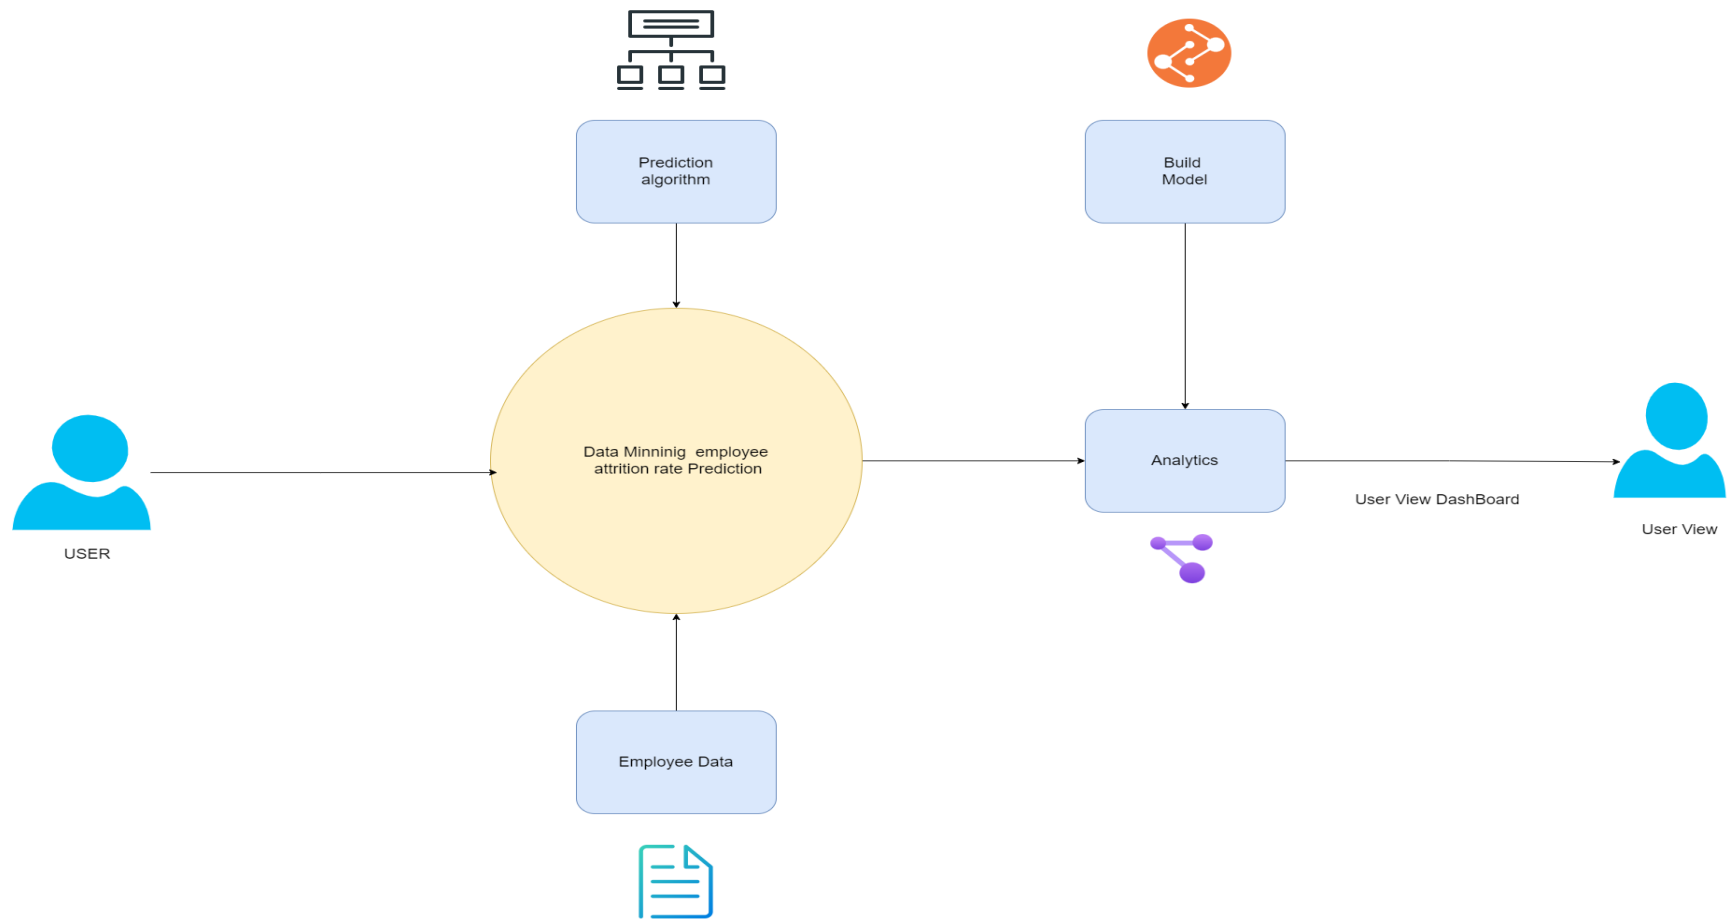 Prediction
algorithm
Build
Model
Data Minninig  employee
attrition rate Prediction
Analytics
User View DashBoard
User View
USER
Employee Data